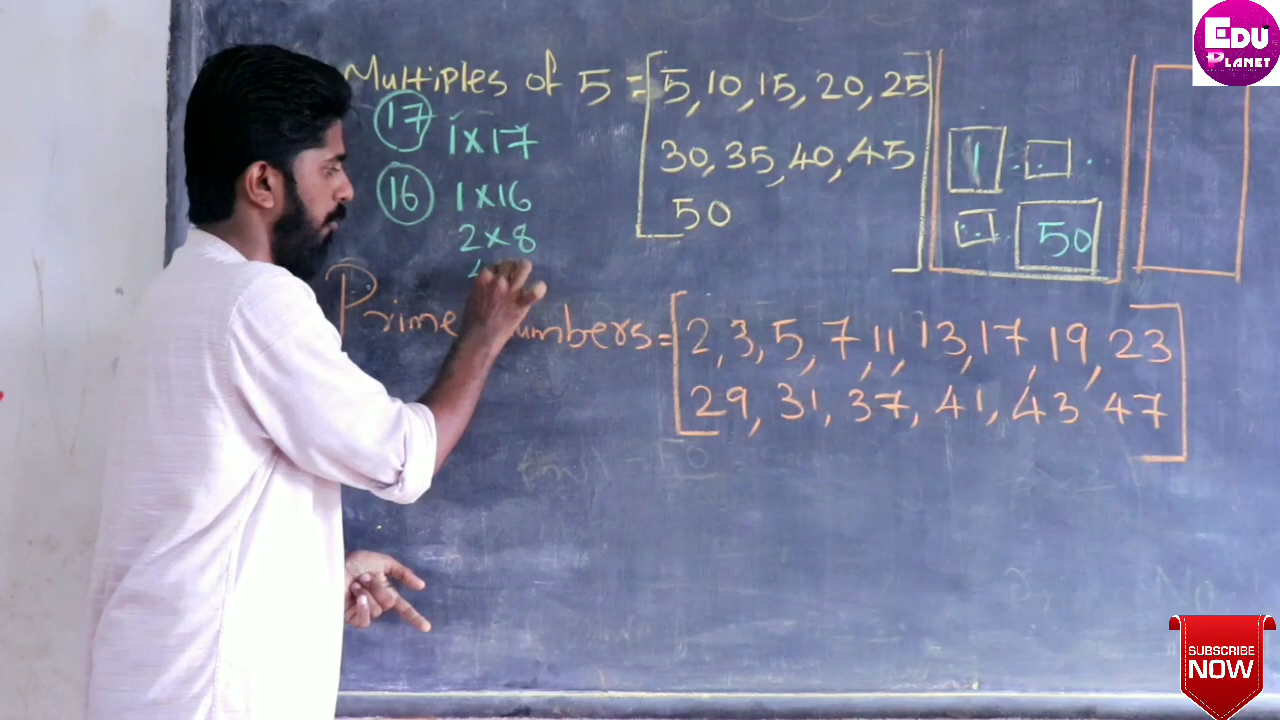 Multiples of 5 = 5, 10, 15, 20, 25
30, 35, 40, 45
50
17 1x17
16 1x16
2x8
4
1
50
Prime numbers = 2, 3, 5, 7, 11, 13, 17, 19, 23
29, 31, 37, 41, 43 47
No
EDU
PLANET
SUBSCRIBE
NOW